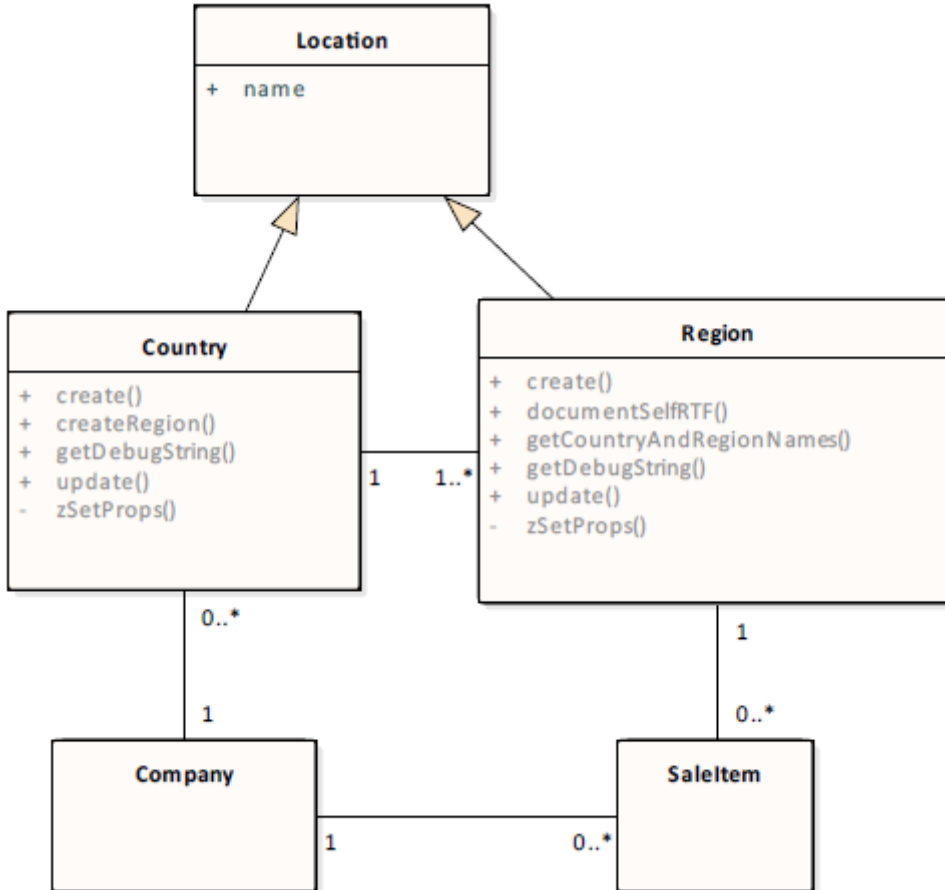 Location
+ name
Country
+ create()
+ createRegion()
+ getDebugString()
+ update()
- zSetProps()
Region
+ create()
+ documentSelfRTF()
+ getCountryAndRegionNames()
+ getDebugString()
+ update()
- zSetProps()
1 1..*
0..*
1
1
0..*
Company
SaleItem
1 0..*